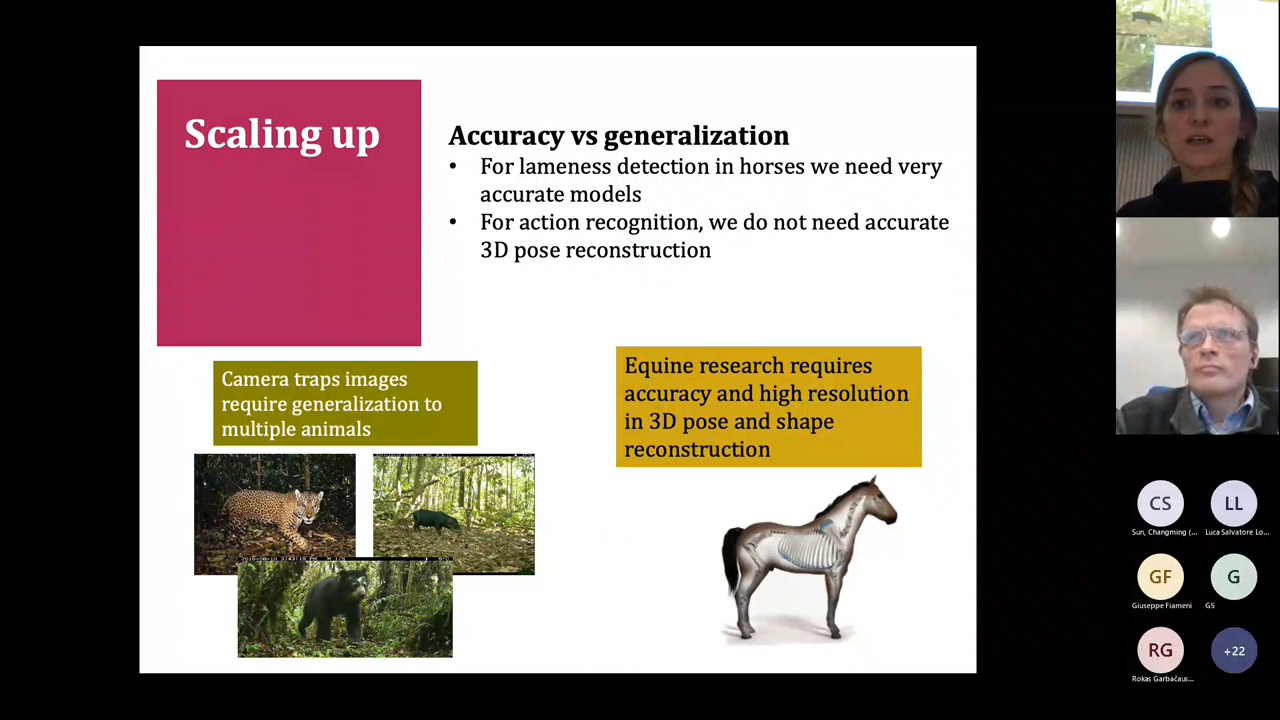 Scaling up
Accuracy vs generalization
• For lameness detection in horses we need very
accurate models
• For action recognition, we do not need accurate
3D pose reconstruction
Camera traps images
require generalization to
multiple animals
Equine research requires
accuracy and high resolution
in 3D pose and shape
reconstruction
CS
LL
Sun, Changming (...
Luca Salvatore Lo...
GF
G
Giuseppe Fiameni
GS
RG
+22
Rokas Garbačaus...